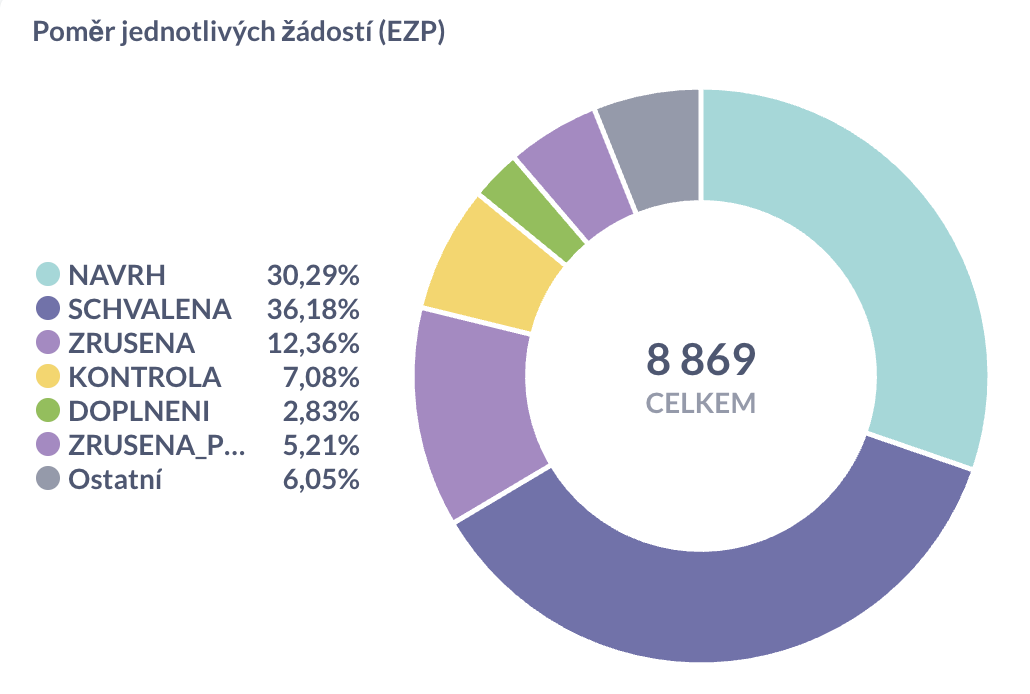 Poměr jednotlivých žádostí (EZP)
NAVRH 30,29%
SCHVALENA 36,18%
ZRUSENA 12,36%
KONTROLA 7,08%
DOPLNENI 2,83%
ZRUSENA_P... 5,21%
Ostatní 6,05%
8 869
CELKEM